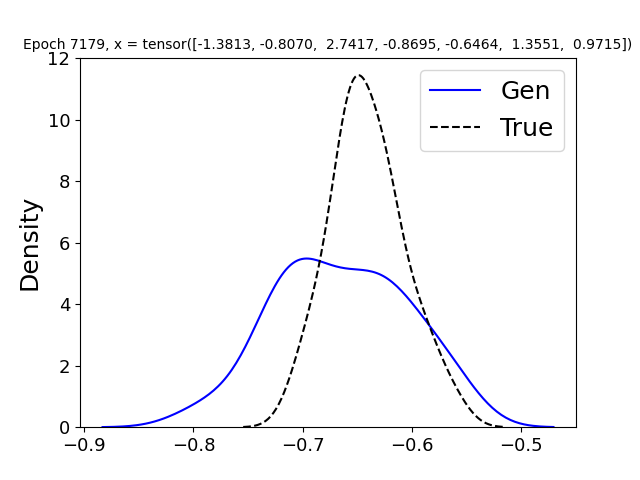 Epoch 7179, x = tensor([-1.3813, -0.8070,  2.7417, -0.8695, -0.6464,  1.3551,  0.9715])
12
10
8
6
4
2
0
Density
Gen
True
−0.9 −0.8 −0.7 −0.6 −0.5